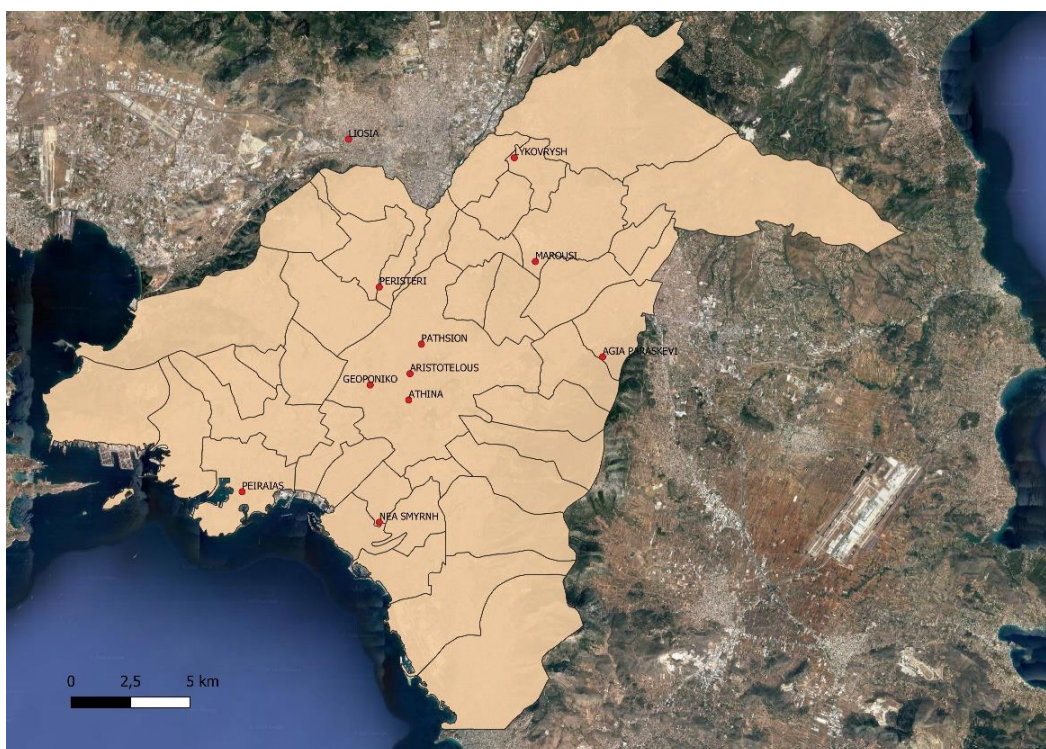 LIOSIA
LYKOVRYSH
MAROUSI
PERISTERI
PATHSION
AGIA PARASKEVI
ARISTOTELOUS
GEOPONIKO
ATHINA
PEIRAIAS
NEA SMYRNH
0 2,5 5 km